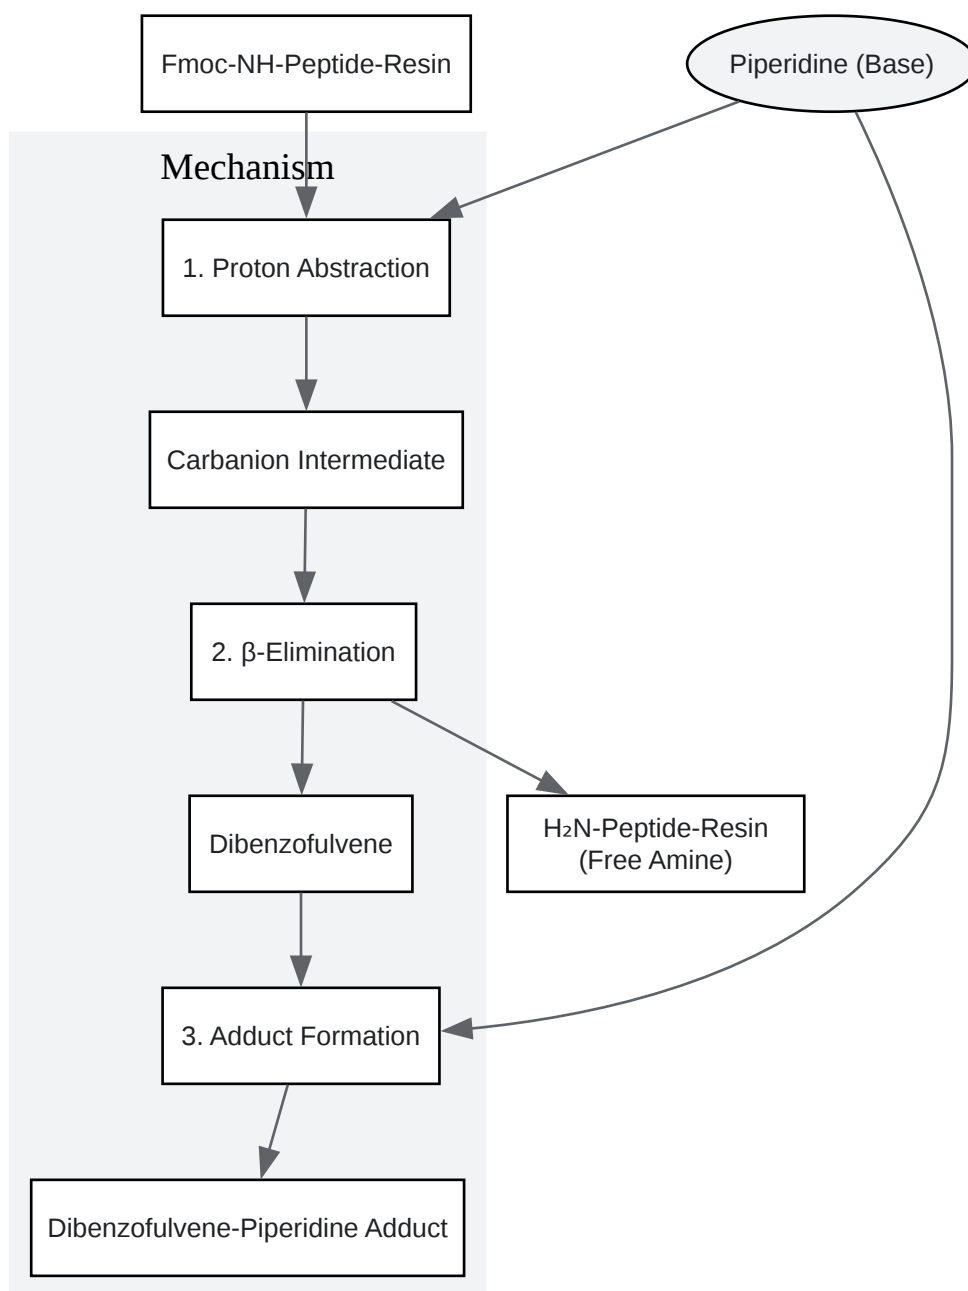 Fmoc-NH-Peptide-Resin
Piperidine (Base)
Mechanism
1. Proton Abstraction
Carbanion Intermediate
2. β-Elimination
Dibenzofulvene
H₂N-Peptide-Resin
(Free Amine)
3. Adduct Formation
Dibenzofulvene-Piperidine Adduct